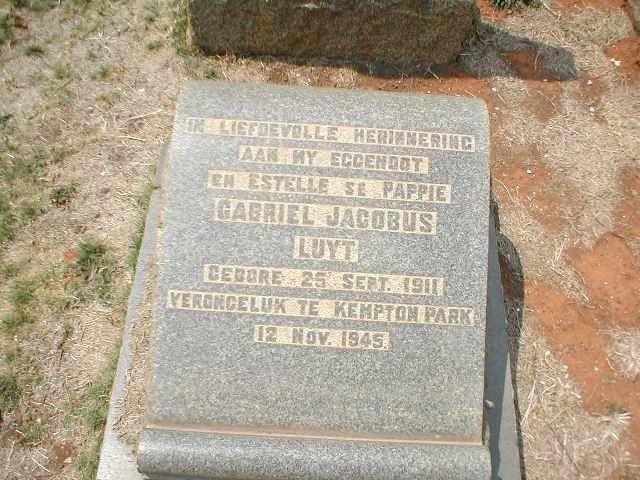 IN LIEFDEVOLLE HERINNERING
AAN MY EGGENOOT
EN ESTELLE SE PAPPIE
GABRIEL JACOBUS
LUYT
GEBORE 25 SEPT. 1911
VERONGELUK TE KEMPTON PARK
12 NOV. 1945.